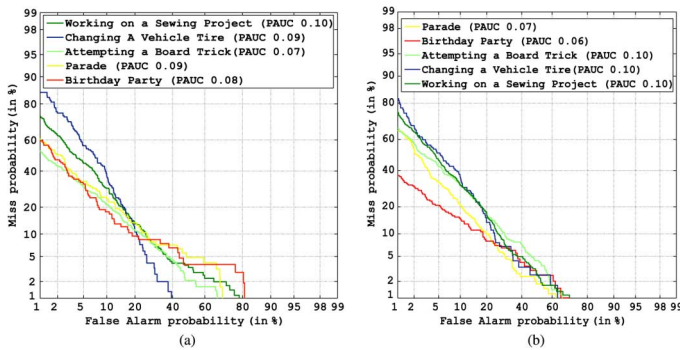 99
98
95
90
80
60
40
20
10
5
2
1
Miss probability (in %)
Working on a Sewing Project (PAUC 0.10)
Changing A Vehicle Tire (PAUC 0.09)
Attempting a Board Trick(PAUC 0.07)
Parade (PAUC 0.09)
Birthday Party (PAUC 0.08)
1 2 5 10 20 40 60 80 90 95 98 99
False Alarm probability (in %)
(a)
99
98
95
90
80
60
40
20
10
5
2
1
Miss probability (in %)
Parade (PAUC 0.07)
Birthday Party (PAUC 0.06)
Attempting a Board Trick (PAUC 0.10)
Changing a Vehicle Tire(PAUC 0.10)
Working on a Sewing Project (PAUC 0.10)
1 2 5 10 20 40 60 80 90 95 98 99
False Alarm probability (in %)
(b)